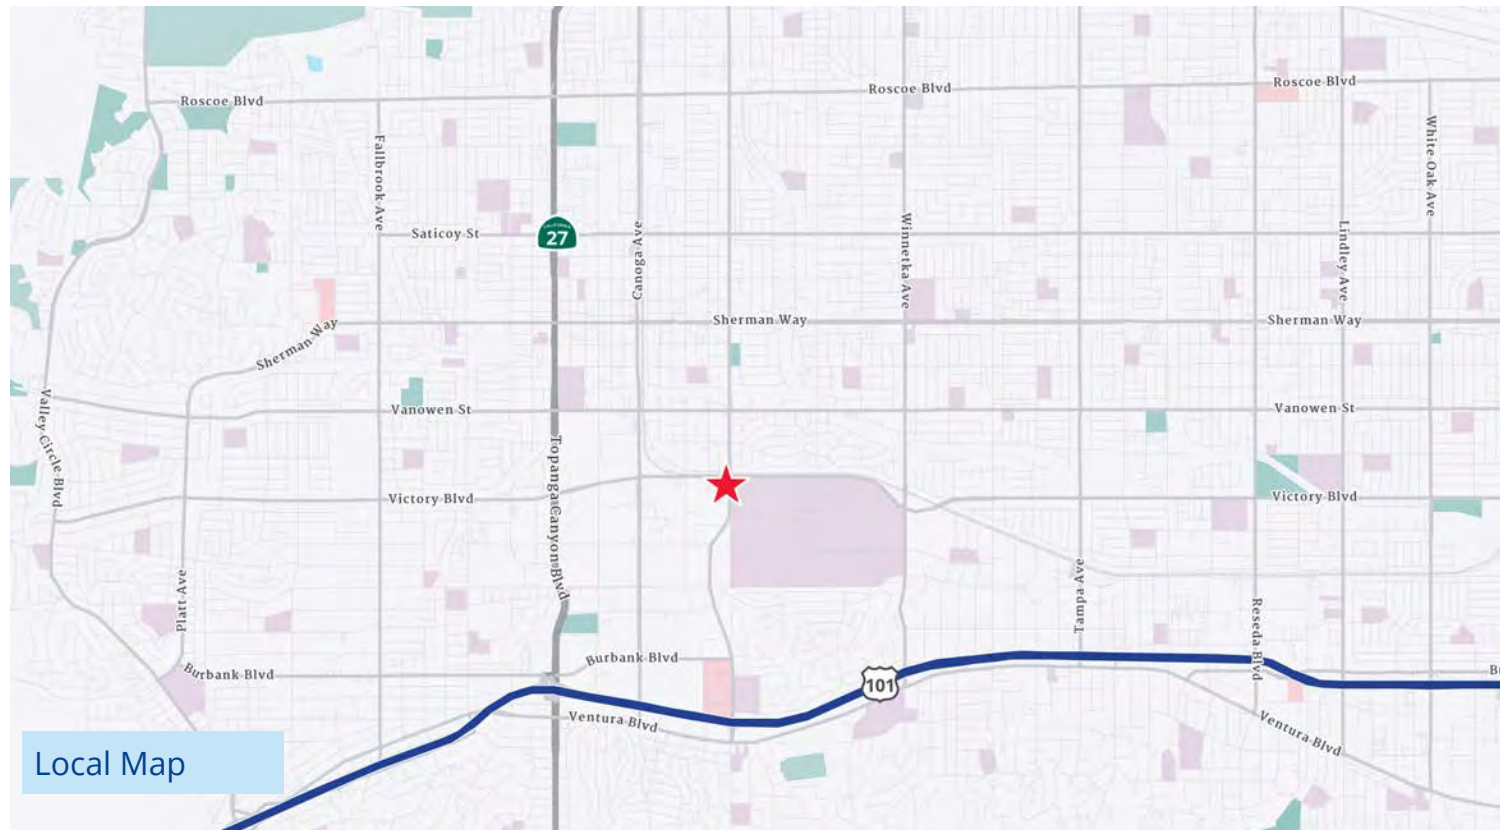 Roscoe Blvd
Roscoe Blvd
Roscoe Blvd
Fallbrook Ave
White Oak Ave
Saticoy St
CALIFORNIA
27
Canoga Ave
Winnetka Ave
Lindley Ave
Sherman Way
Sherman Way
Sherman Way
Valley Circle Blvd
Vanowen St
Vanowen St
Topanga Canyon Blvd
Victory Blvd
Victory Blvd
Platt Ave
Tampa Ave
Reseda Blvd
Burbank Blvd
Burbank Blvd
101
Ventura Blvd
Ventura Blvd
Local Map